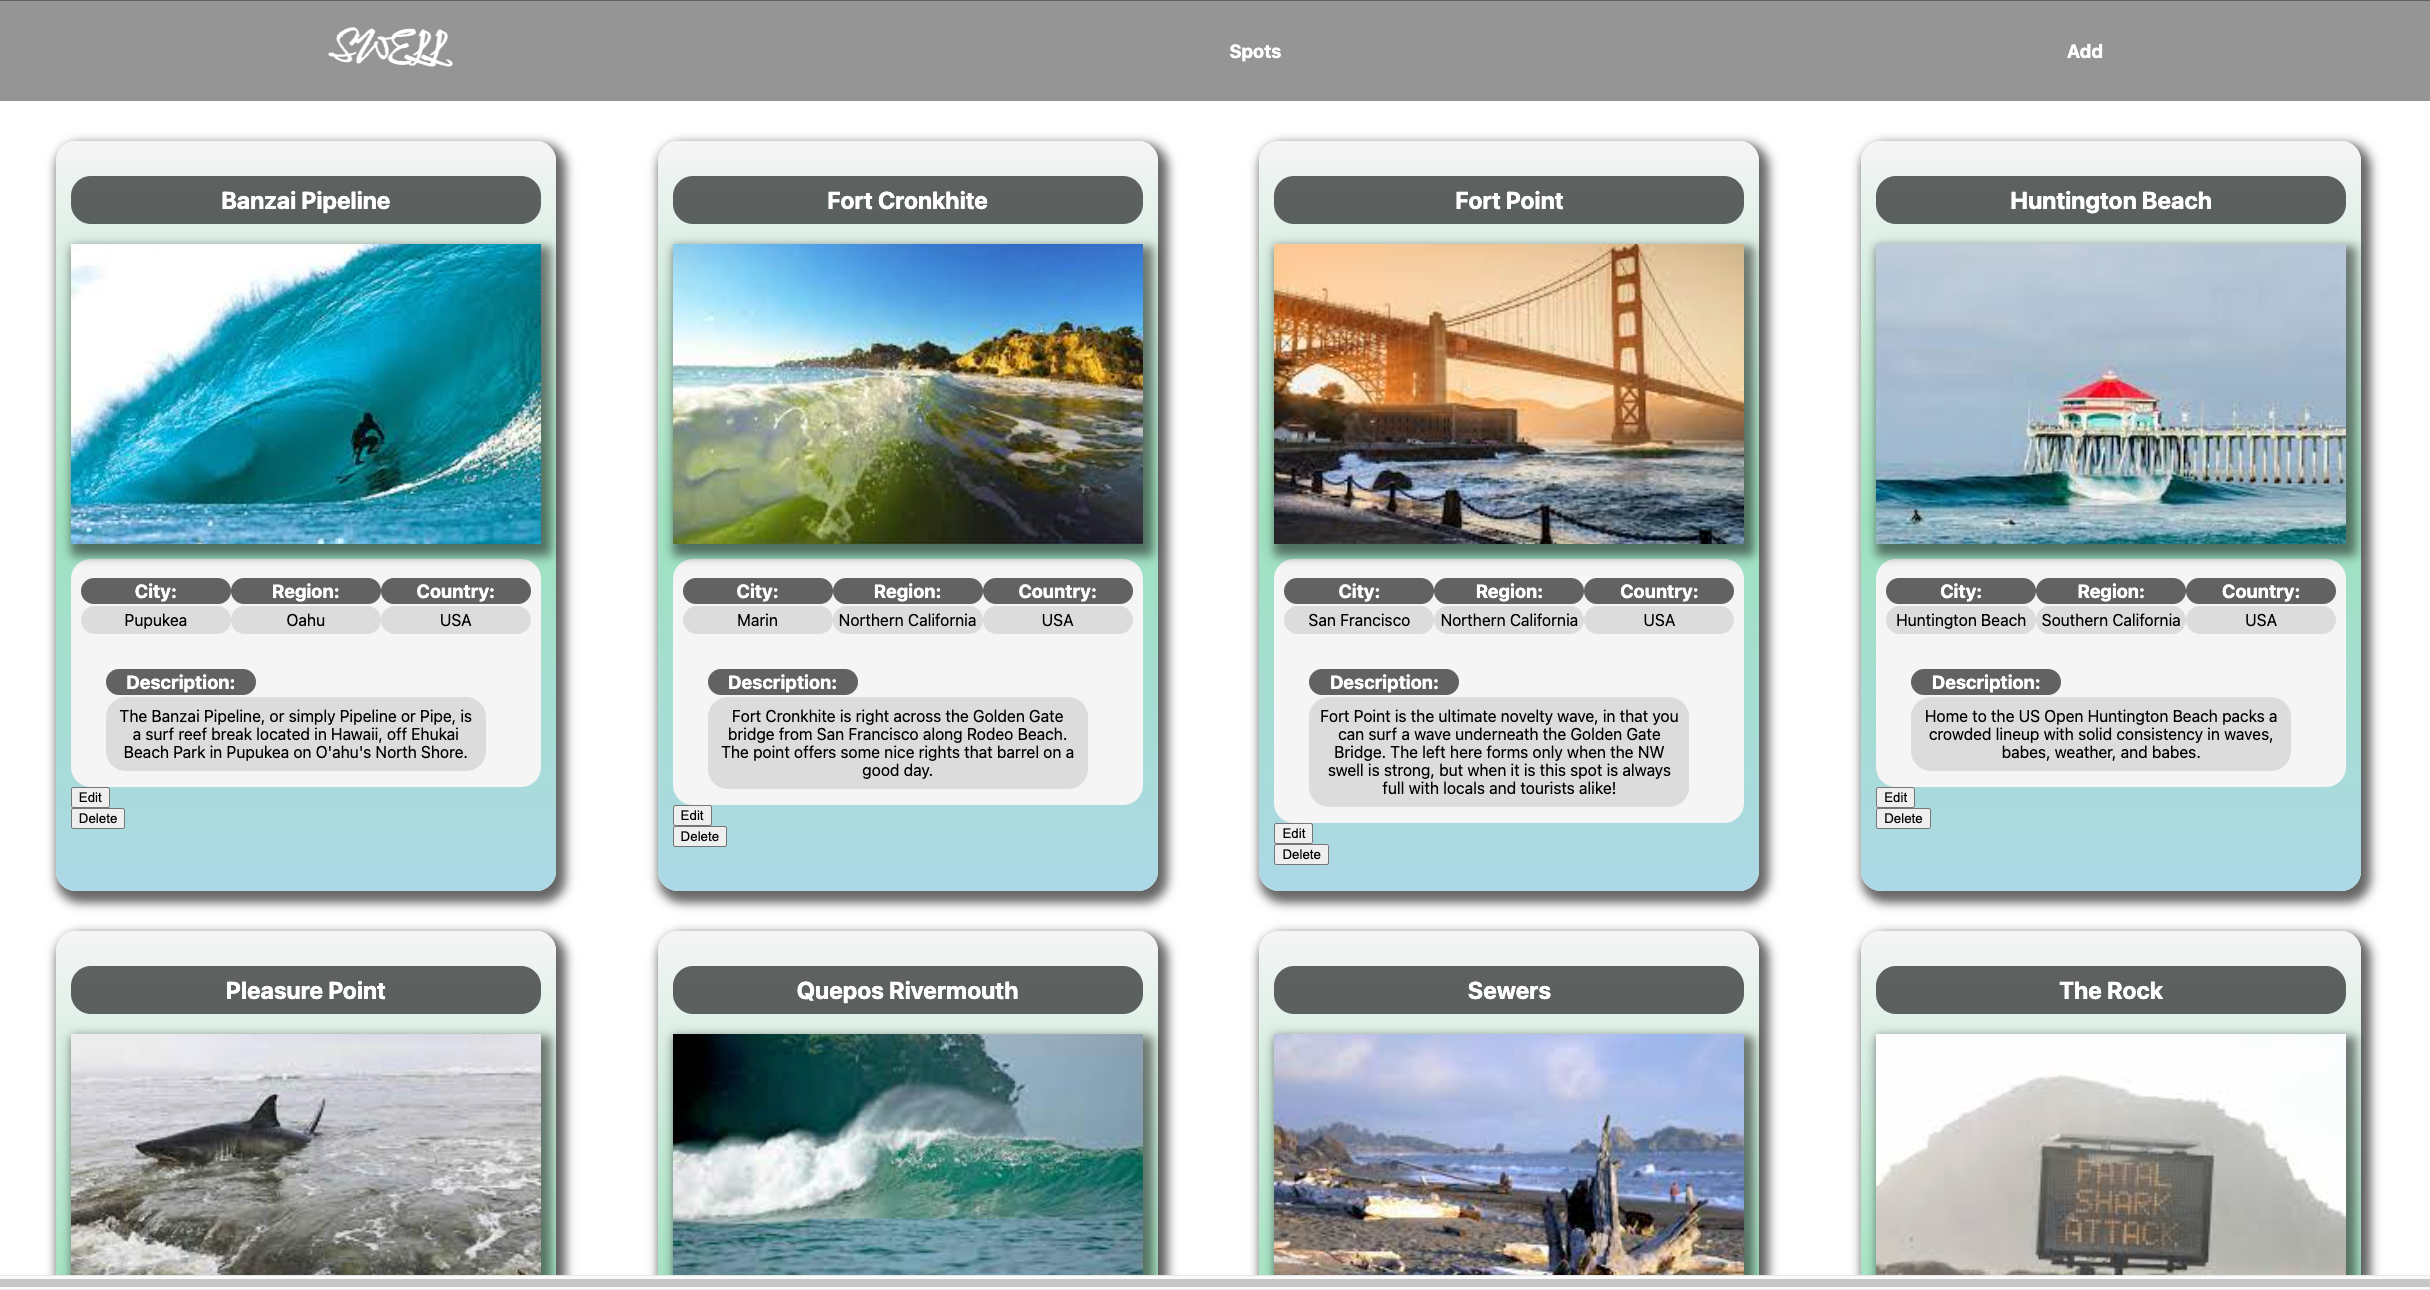 SWELL
Spots
Add
Banzai Pipeline
Fort Cronkhite
Fort Point
Huntington Beach
City:
Region:
Country:
Pupukea
Oahu
USA
Description:
The Banzai Pipeline, or simply Pipeline or Pipe, is
a surf reef break located in Hawaii, off Ehukai
Beach Park in Pupukea on O'ahu's North Shore.
Edit
Delete
City:
Region:
Country:
Marin
Northern California
USA
Description:
Fort Cronkhite is right across the Golden Gate
bridge from San Francisco along Rodeo Beach.
The point offers some nice rights that barrel on a
good day.
Edit
Delete
City:
Region:
Country:
San Francisco
Northern California
USA
Description:
Fort Point is the ultimate novelty wave, in that you
can surf a wave underneath the Golden Gate
Bridge. The left here forms only when the NW
swell is strong, but when it is this spot is always
full with locals and tourists alike!
Edit
Delete
City:
Region:
Country:
Huntington Beach
Southern California
USA
Description:
Home to the US Open Huntington Beach packs a
crowded lineup with solid consistency in waves,
babes, weather, and babes.
Edit
Delete
Pleasure Point
Quepos Rivermouth
Sewers
The Rock
FATAL
SHARK
ATTACK